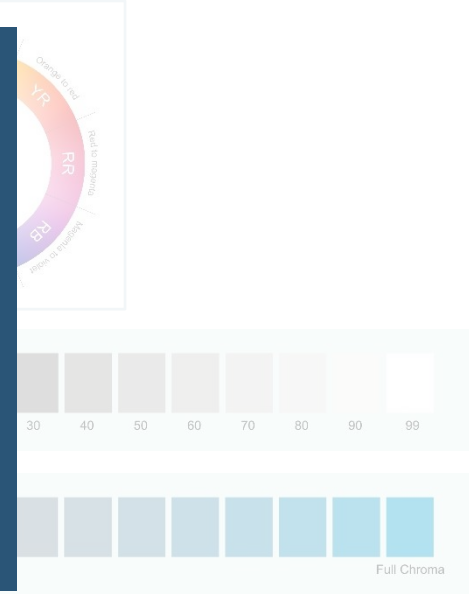 Orange to red
YR
Red to magenta
RR
Magenta to violet
RB
30 40 50 60 70 80 90 99
Full Chroma